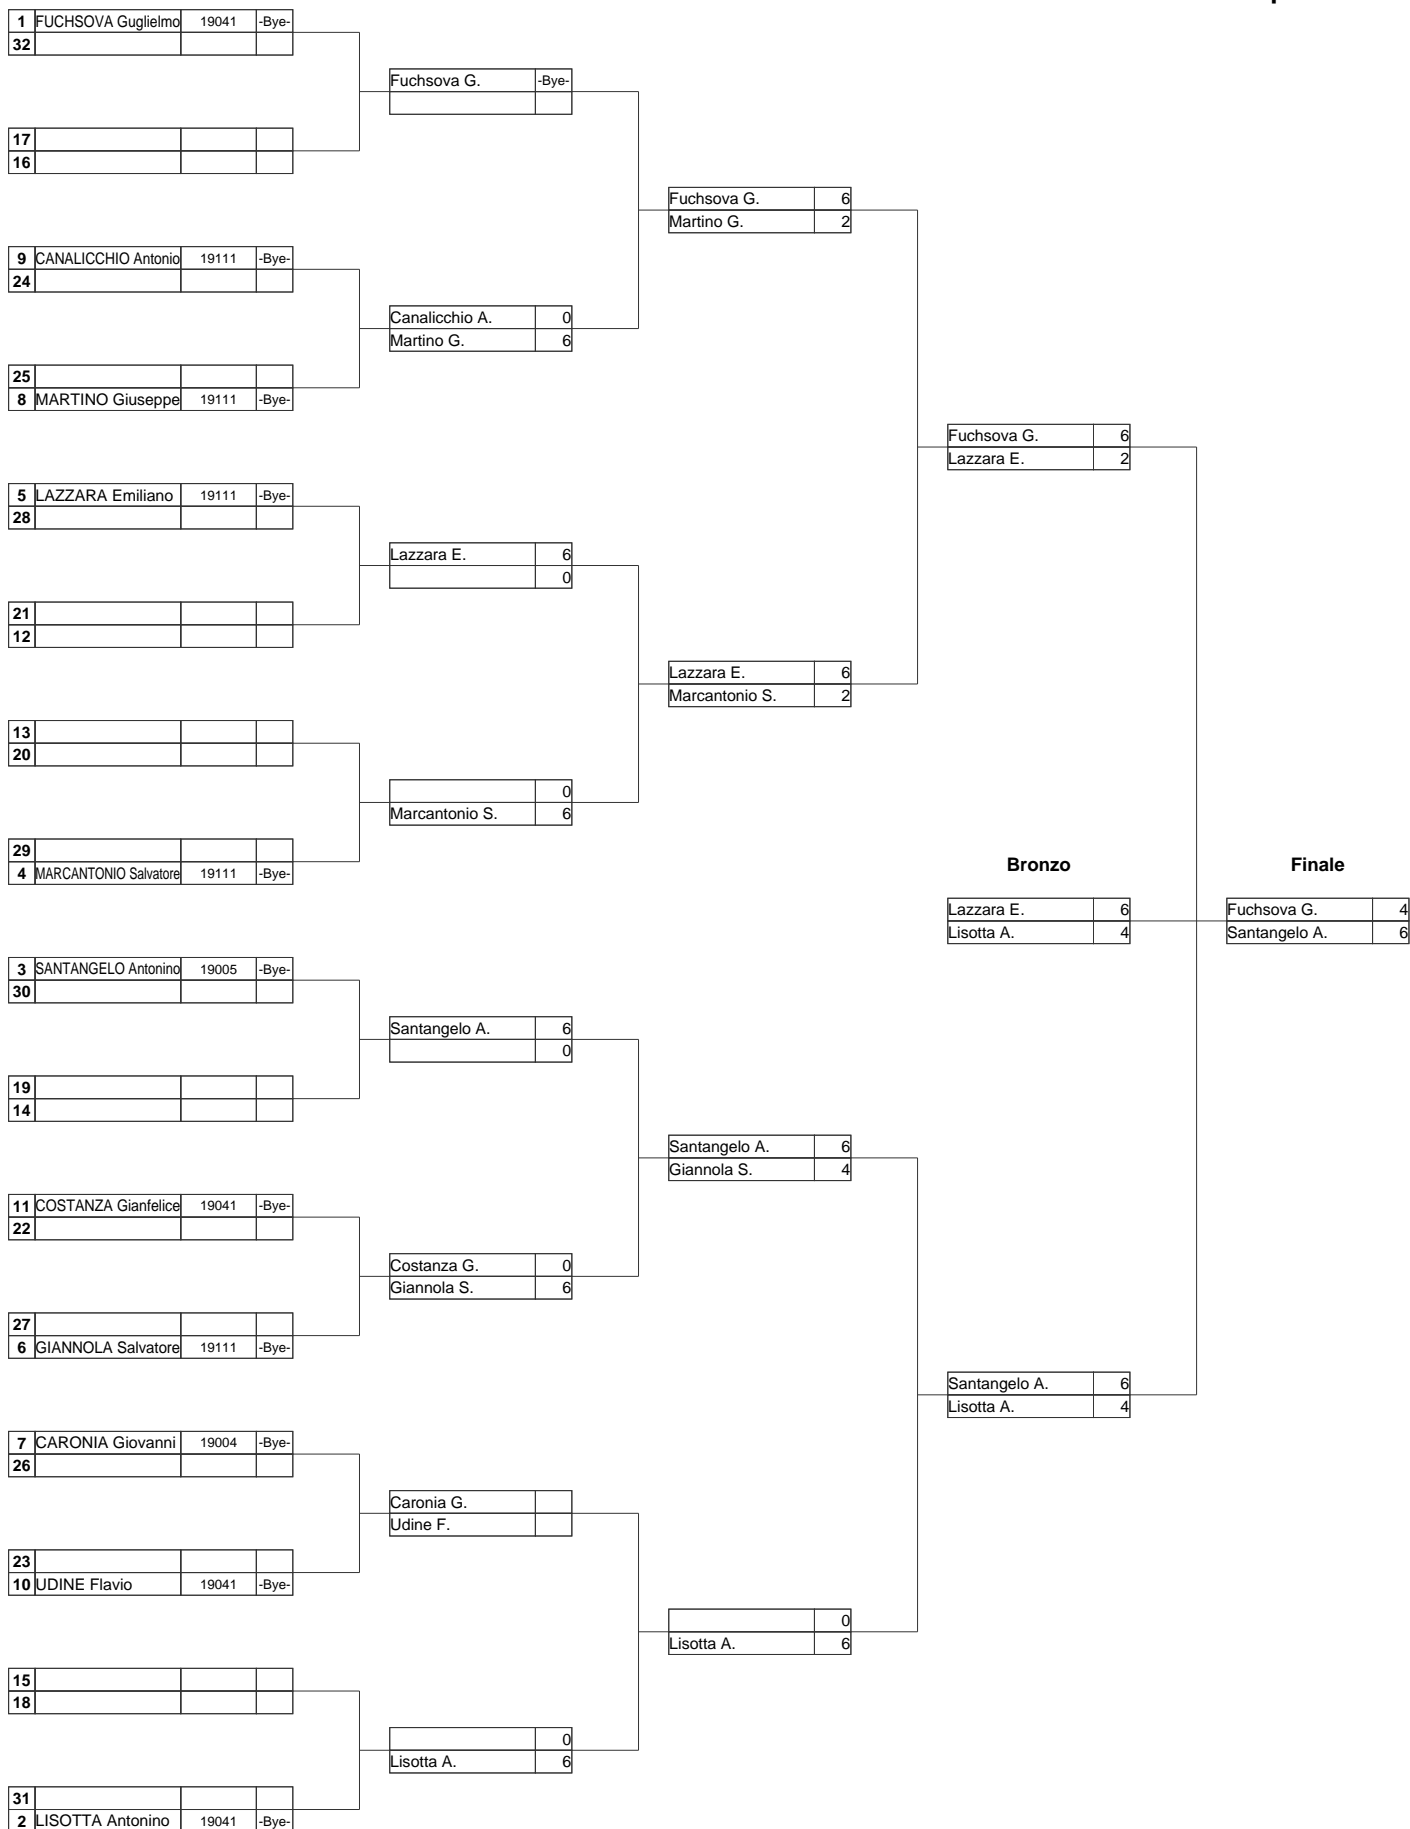 1 FUCHSOVA Guglielmo 19041 -Bye-
32
Fuchsova G. -Bye-
17
16
Fuchsova G. 6
Martino G. 2
9 CANALICCHIO Antonio 19111 -Bye-
24
Canalicchio A. 0
Martino G. 6
25
8 MARTINO Giuseppe 19111 -Bye-
Fuchsova G. 6
Lazzara E. 2
5 LAZZARA Emiliano 19111 -Bye-
28
Lazzara E. 6
0
21
12
Lazzara E. 6
Marcantonio S. 2
13
20
0
Marcantonio S. 6
29
4 MARCANTONIO Salvatore 19111 -Bye-
Bronzo Finale
Lazzara E. 6 Fuchsova G. 4
Lisotta A. 4 Santangelo A. 6
3 SANTANGELO Antonino 19005 -Bye-
30
Santangelo A. 6
0
19
14
Santangelo A. 6
Giannola S. 4
11 COSTANZA Gianfelice 19041 -Bye-
22
Costanza G. 0
Giannola S. 6
27
6 GIANNOLA Salvatore 19111 -Bye-
Santangelo A. 6
Lisotta A. 4
7 CARONIA Giovanni 19004 -Bye-
26
Caronia G.
Udine F.
23
10 UDINE Flavio 19041 -Bye-
0
Lisotta A. 6
15
18
0
Lisotta A. 6
31
2 LISOTTA Antonino 19041 -Bye-